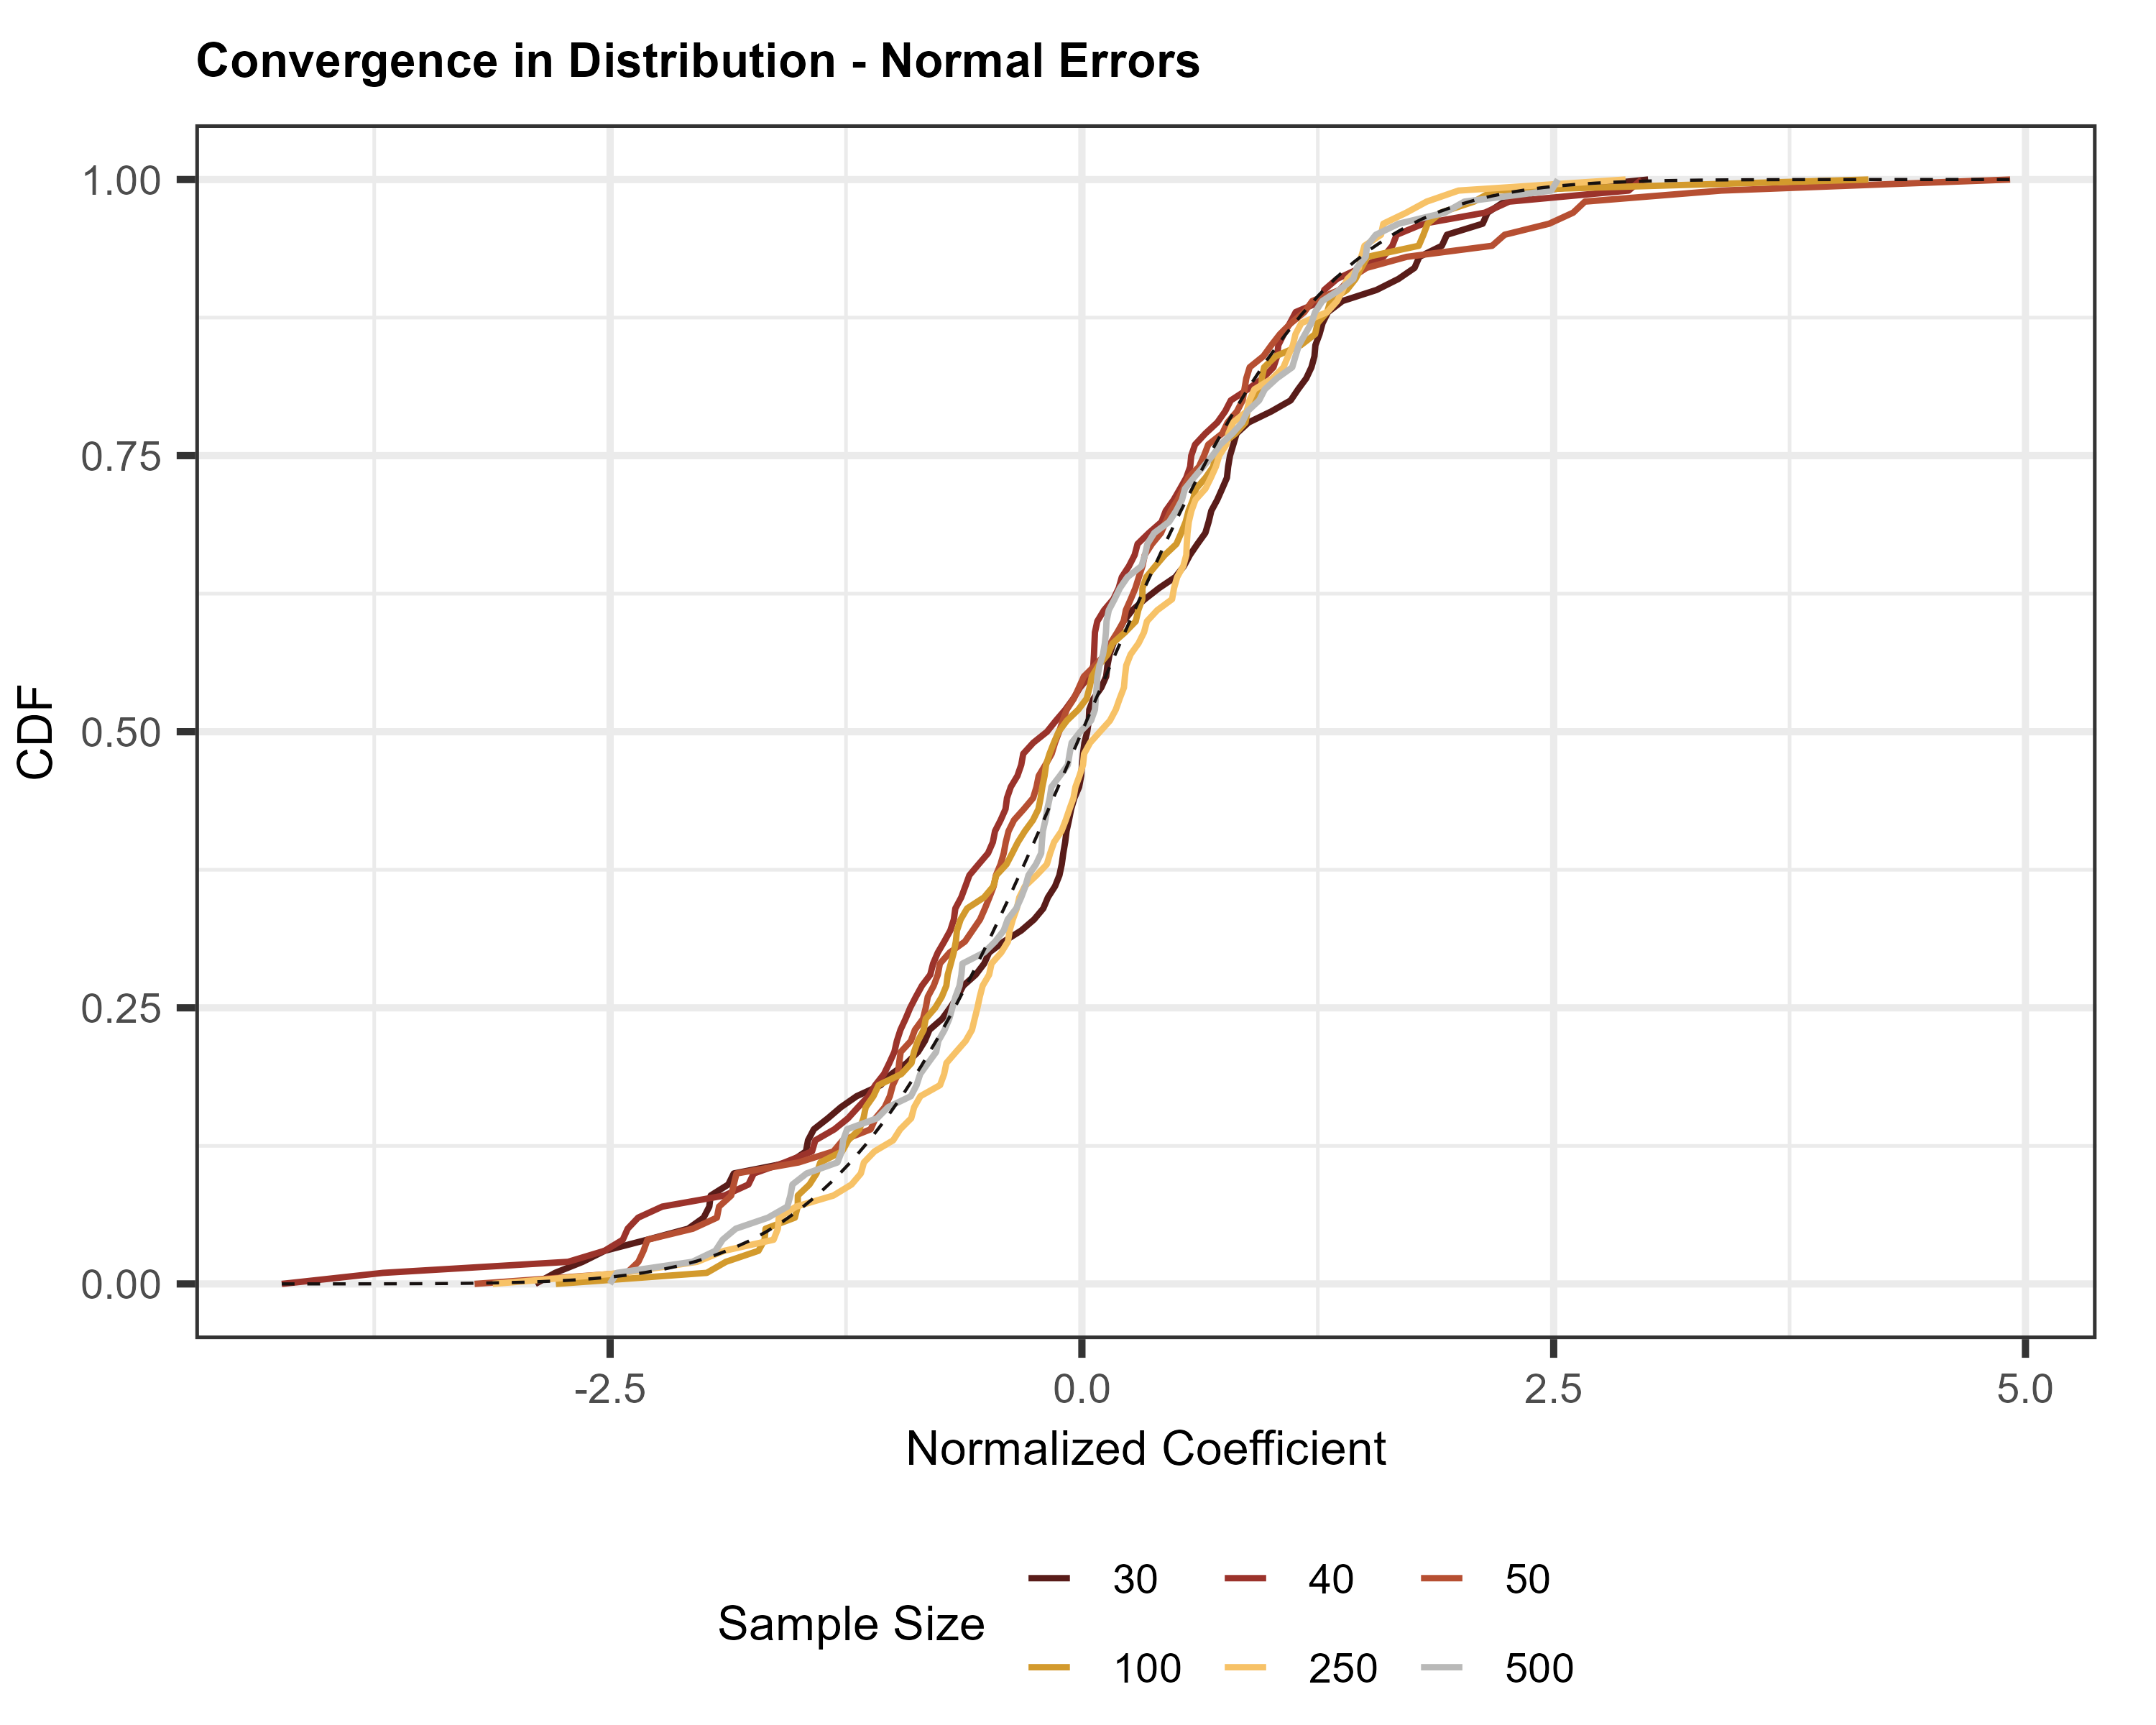 Convergence in Distribution - Normal Errors
1.00
0.75
0.50
0.25
0.00
CDF
-2.5 0.0 2.5 5.0
Normalized Coefficient
Sample Size
30 40 50
100 250 500